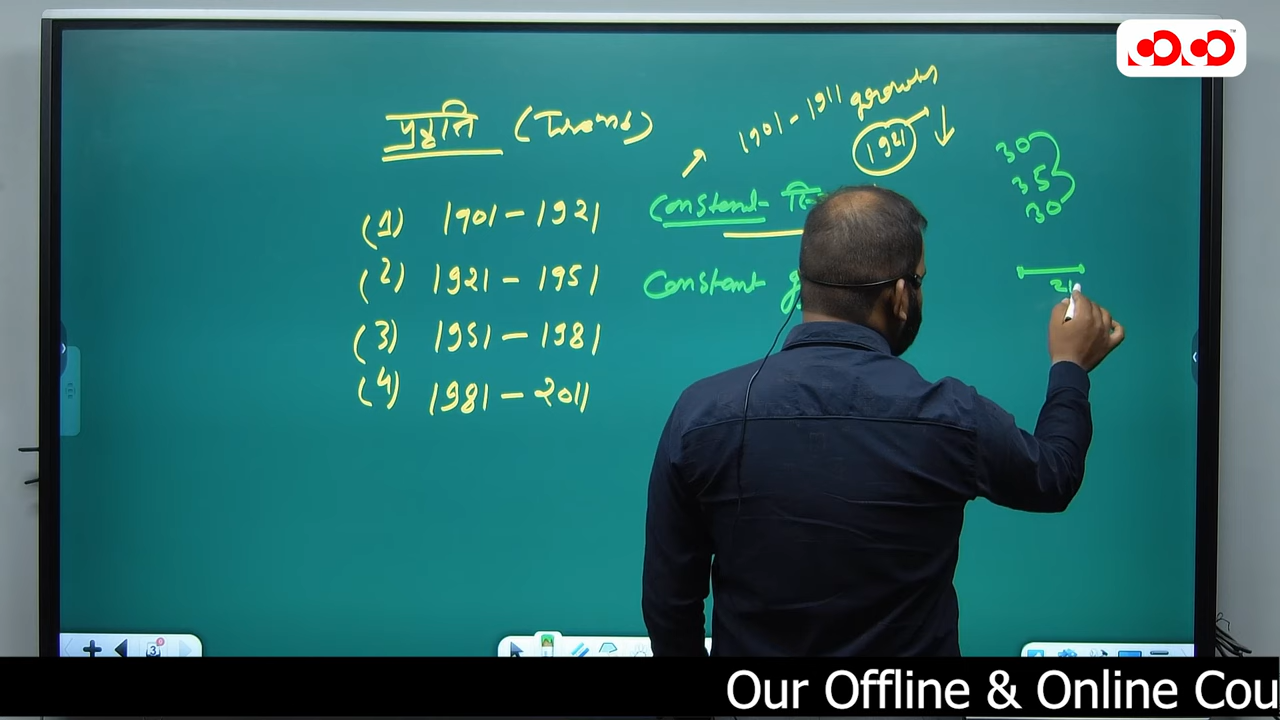 प्रवृत्ति (Trend)
1901 - 1911 growth
1921
(1) 1901 - 1921 Constant
(2) 1921 - 1951 Constant
(3) 1951 - 1981
(4) 1981 - 2011
30
35
30
Our Offline & Online Cou